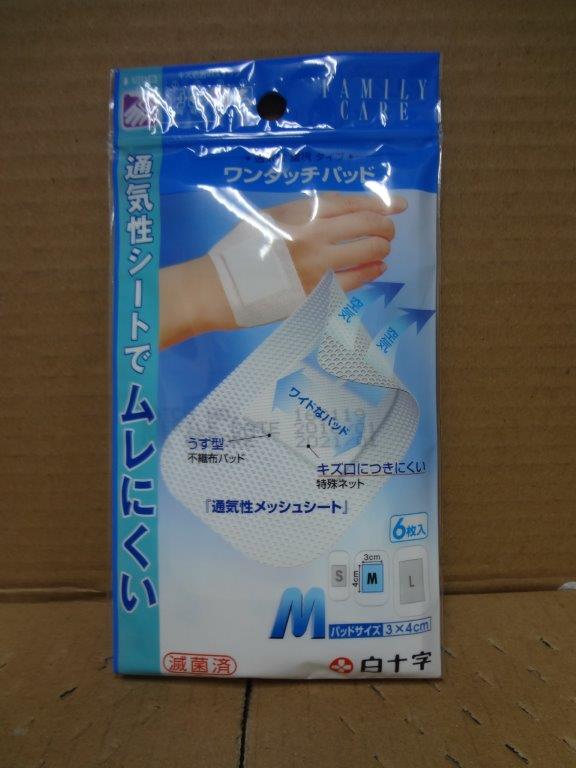 FAMILY
CARE
ワンタッチパッド
通気性シートでムレにくい
空気
空気
ワイドなパッド
うす型
不織布パッド
キズ口につきにくい
特殊ネット
『通気性メッシュシート』
6枚入
3cm
4cm
S
M
L
M
パッドサイズ 3×4cm
滅菌済
白十字